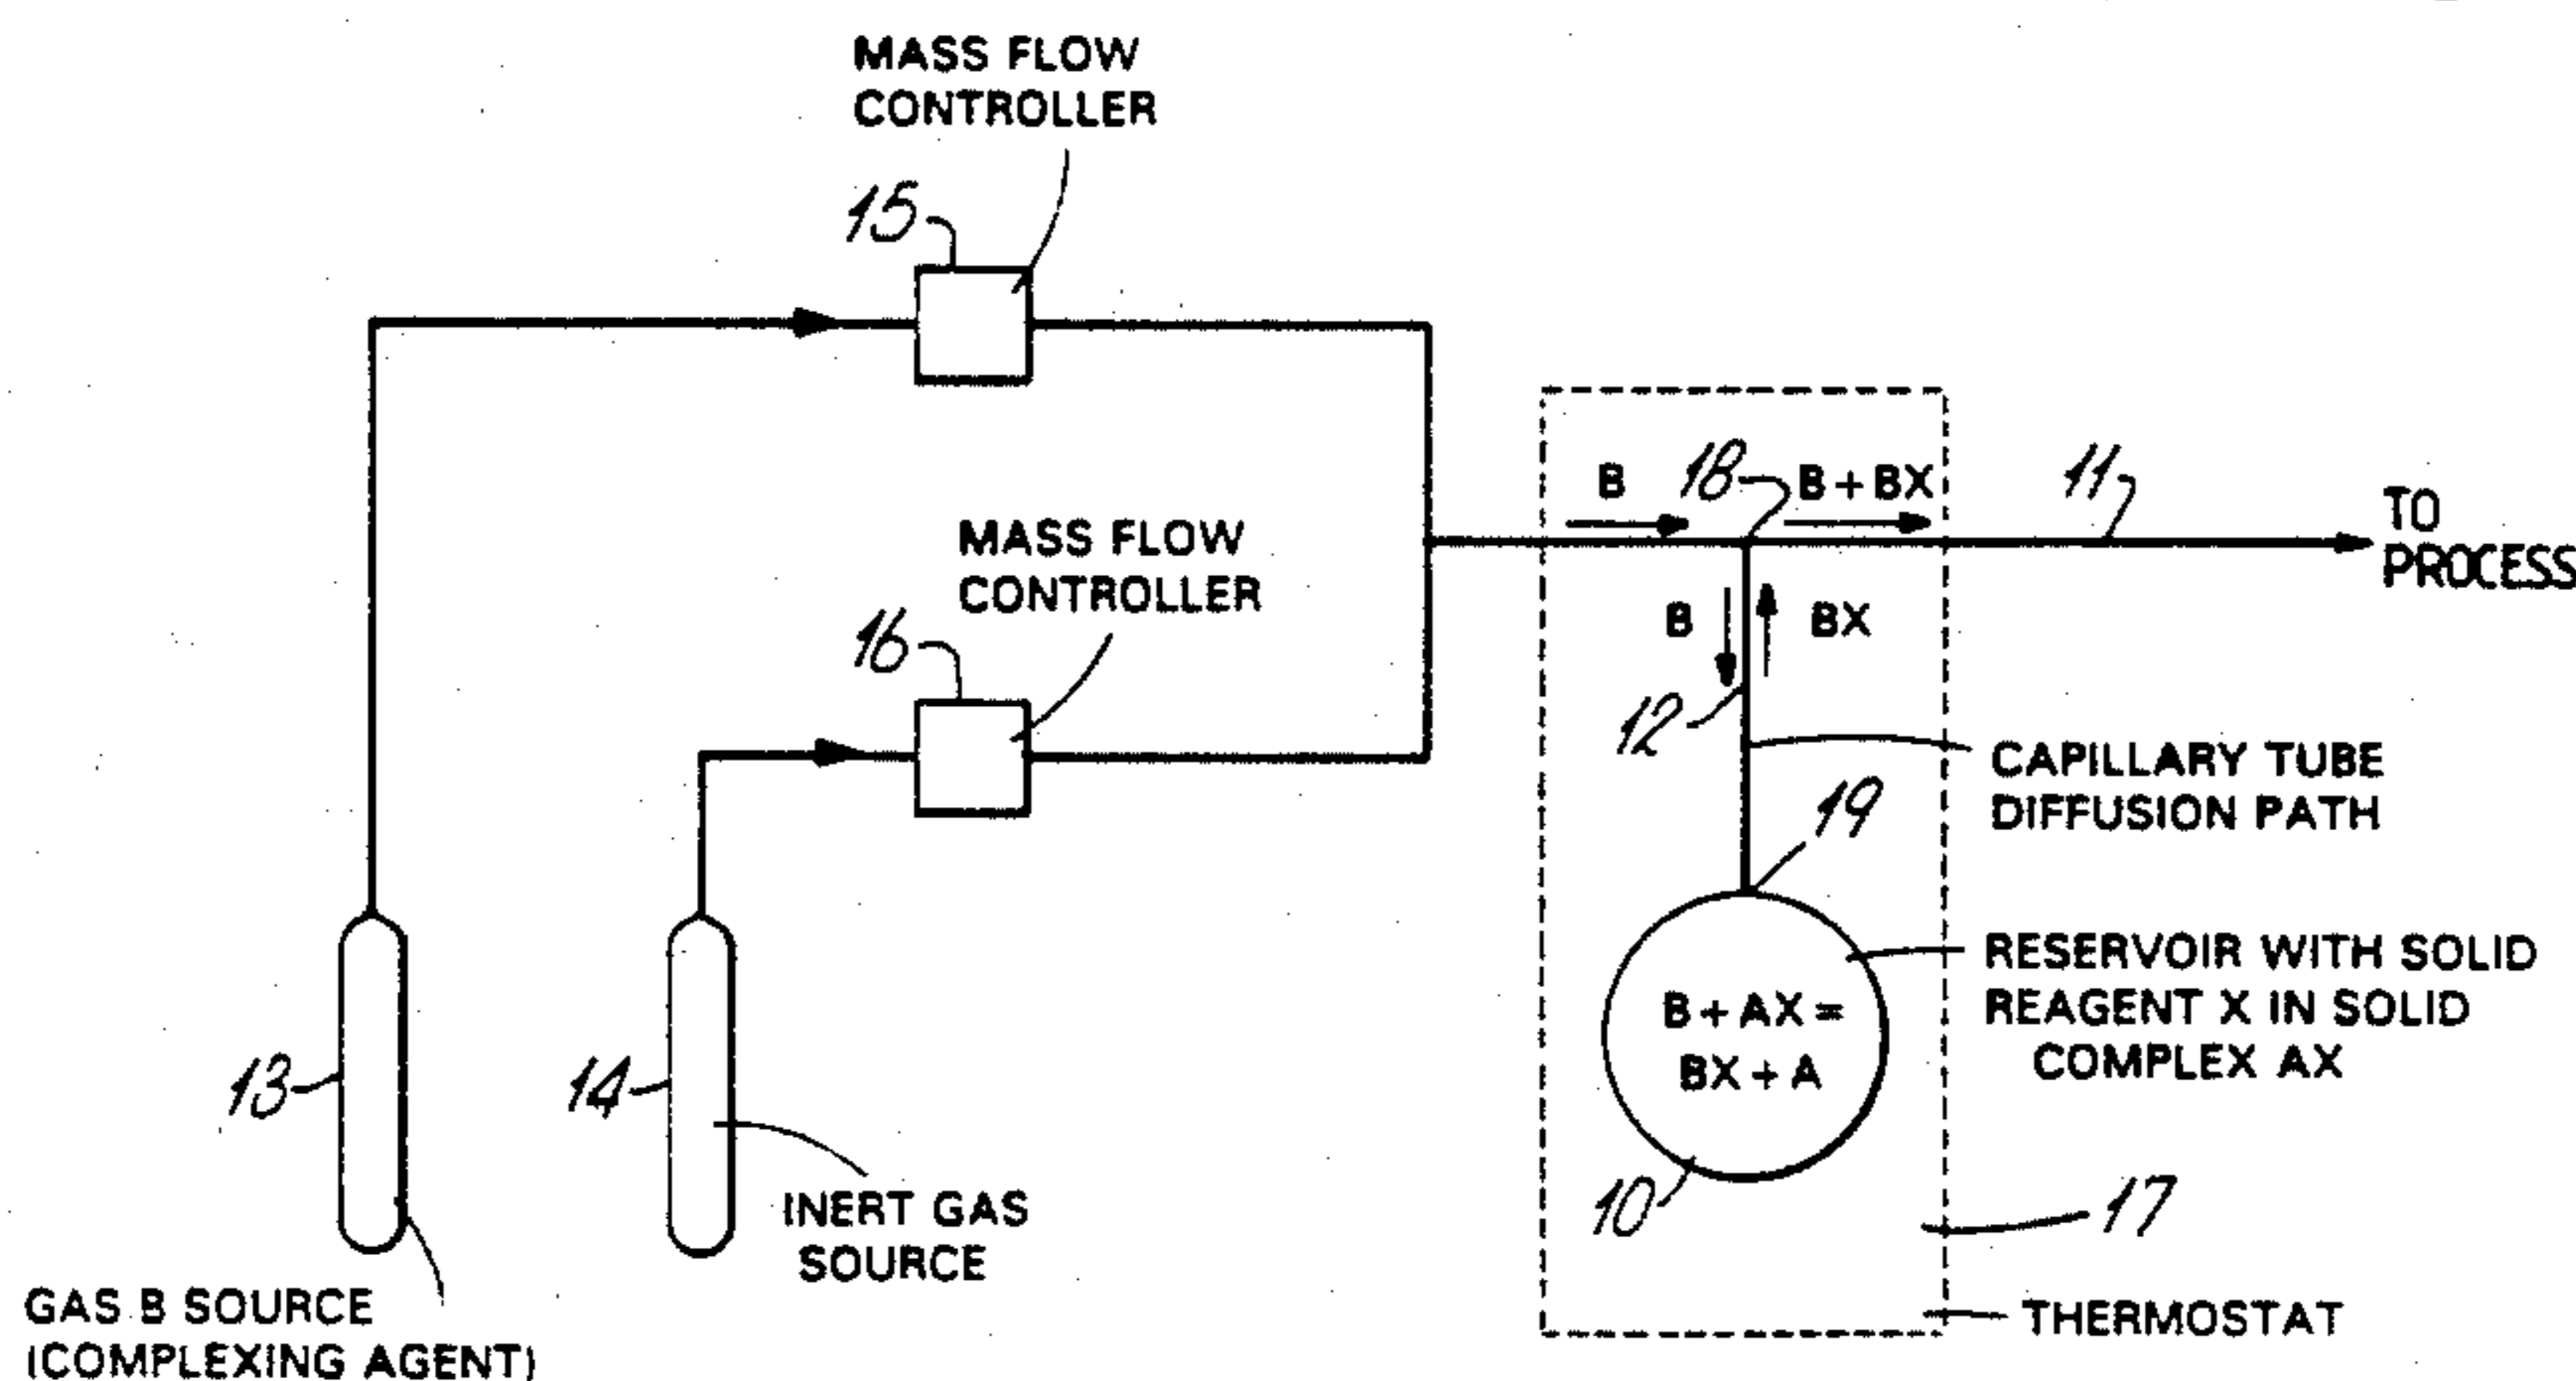 MASS FLOW
CONTROLLER
15
MASS FLOW
CONTROLLER
16
B
18
B + BX
11
TO
PROCESS
B
BX
12
CAPILLARY TUBE
DIFFUSION PATH
19
RESERVOIR WITH SOLID
REAGENT X IN SOLID
COMPLEX AX
B + AX =
BX + A
13
14
10
17
INERT GAS
SOURCE
GAS B SOURCE
(COMPLEXING AGENT)
THERMOSTAT